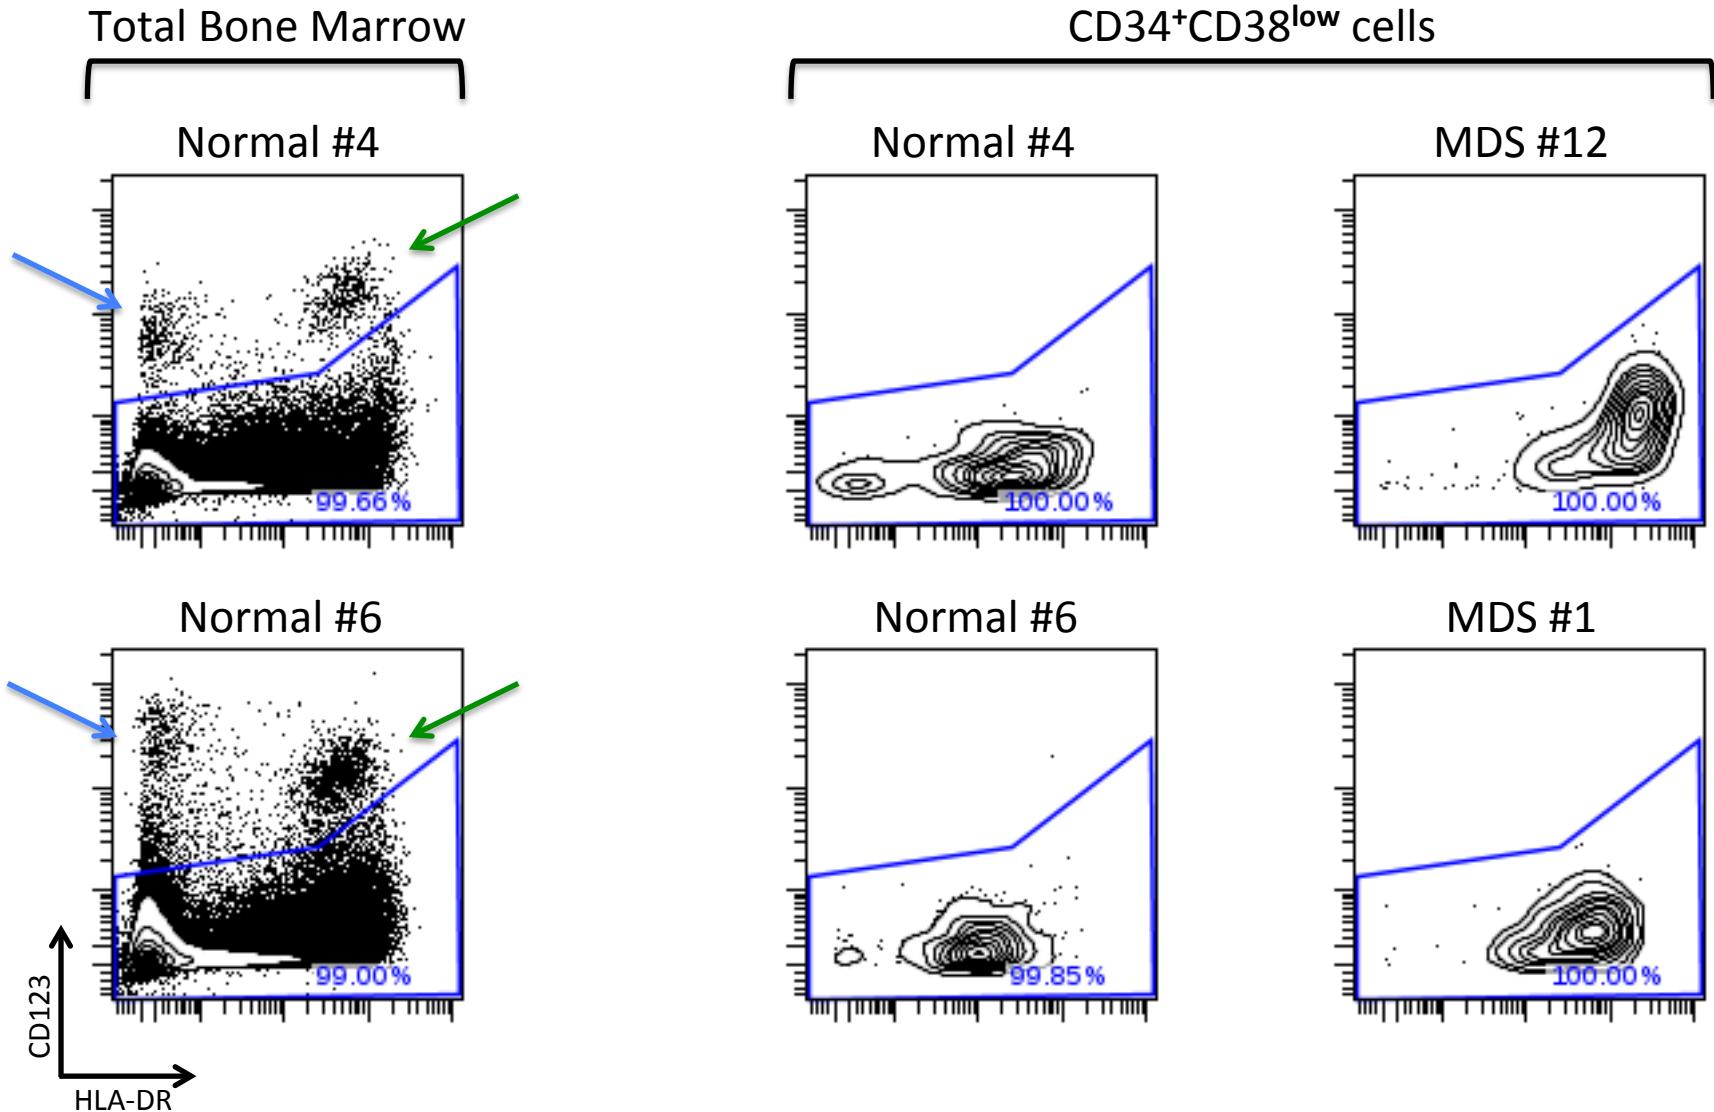 Total Bone Marrow
CD34⁺CD38ˡᵒʷ cells
Normal #4
Normal #4
MDS #12
99.66%
100.00%
100.00%
Normal #6
Normal #6
MDS #1
99.00%
99.85%
100.00%
CD123
HLA-DR